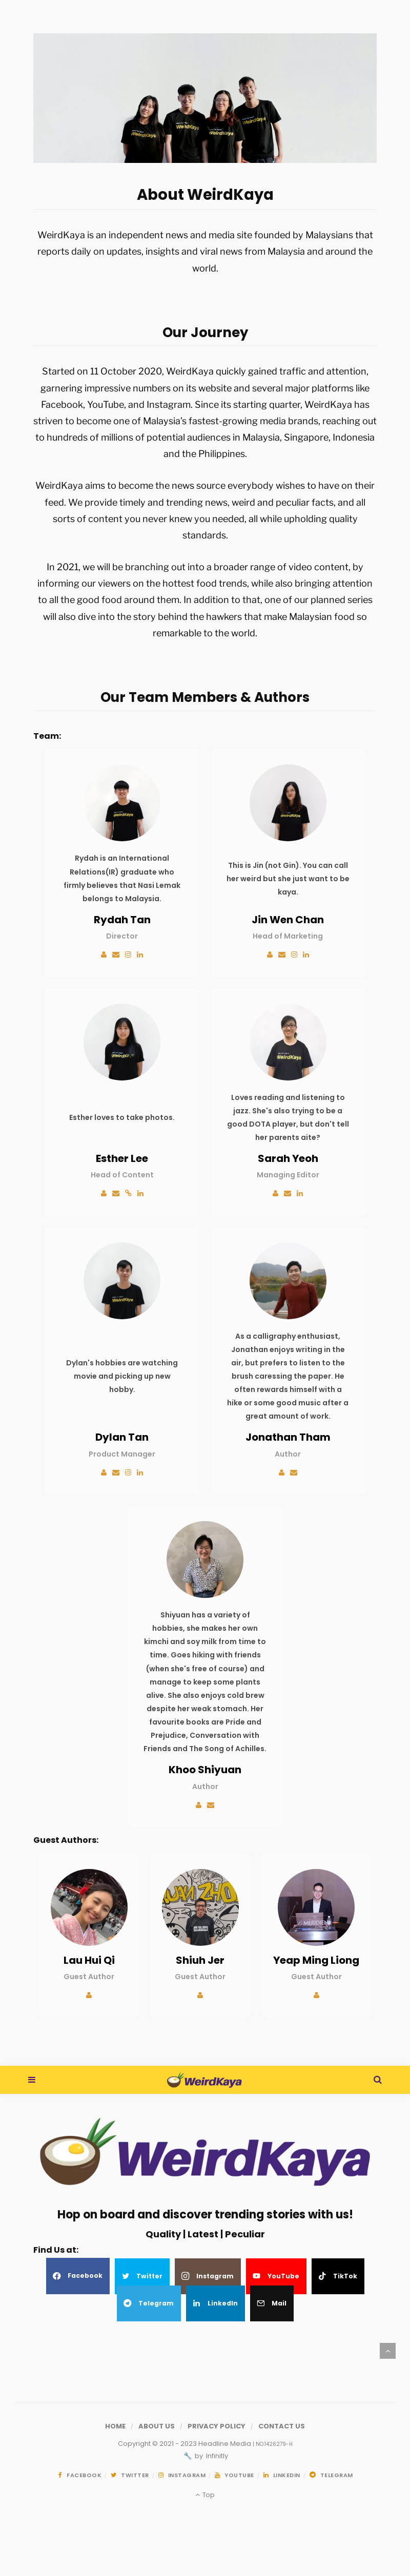 About WeirdKaya
WeirdKaya is an independent news and media site founded by Malaysians that
reports daily on updates, insights and viral news from Malaysia and around the
world.
Our Journey
Started on 11 October 2020, WeirdKaya quickly gained traffic and attention,
garnering impressive numbers on its website and several major platforms like
Facebook, YouTube, and Instagram. Since its starting quarter, WeirdKaya has
striven to become one of Malaysia's fastest-growing media brands, reaching out
to hundreds of millions of potential audiences in Malaysia, Singapore, Indonesia
and the Philippines.
WeirdKaya aims to become the news source everybody wishes to have on their
feed. We provide timely and trending news, weird and peculiar facts, and all
sorts of content you never knew you needed, all while upholding quality
standards.
In 2021, we will be branching out into a broader range of video content, by
informing our viewers on the hottest food trends, while also bringing attention
to all the good food around them. In addition to that, one of our planned series
will also dive into the story behind the hawkers that make Malaysian food so
remarkable to the world.
Our Team Members & Authors
Team:
Rydah is an International
Relations(IR) graduate who
firmly believes that Nasi Lemak
belongs to Malaysia.
Rydah Tan
Director
This is Jin (not Gin). You can call
her weird but she just want to be
kaya.
Jin Wen Chan
Head of Marketing
Esther loves to take photos.
Esther Lee
Head of Content
Loves reading and listening to
jazz. She's also trying to be a
good DOTA player, but don't tell
her parents aite?
Sarah Yeoh
Managing Editor
Dylan's hobbies are watching
movie and picking up new
hobby.
Dylan Tan
Product Manager
As a calligraphy enthusiast,
Jonathan enjoys writing in the
air, but prefers to listen to the
brush caressing the paper. He
often rewards himself with a
hike or some good music after a
great amount of work.
Jonathan Tham
Author
Shiyuan has a variety of
hobbies, she makes her own
kimchi and soy milk from time to
time. Goes hiking with friends
(when she's free of course) and
manage to keep some plants
alive. She also enjoys cold brew
despite her weak stomach. Her
favourite books are Pride and
Prejudice, Conversation with
Friends and The Song of Achilles.
Khoo Shiyuan
Author
Guest Authors:
Lau Hui Qi
Guest Author
Shiuh Jer
Guest Author
Yeap Ming Liong
Guest Author
WeirdKaya
WeirdKaya
Hop on board and discover trending stories with us!
Quality | Latest | Peculiar
Find Us at:
Facebook Twitter Instagram YouTube TikTok
Telegram LinkedIn Mail
HOME / ABOUT US / PRIVACY POLICY / CONTACT US
Copyright © 2021 - 2023 Headline Media | NO1426279-H
by Infinitly
FACEBOOK / TWITTER / INSTAGRAM / YOUTUBE / LINKEDIN / TELEGRAM
Top